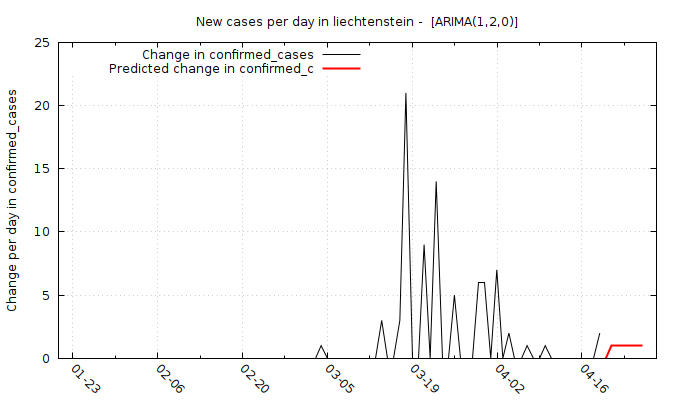 New cases per day in liechtenstein -  [ARIMA(1,2,0)]
Change in confirmed_cases
Predicted change in confirmed_c
Change per day in confirmed_cases
25
20
15
10
5
0
01-23 02-06 02-20 03-05 03-19 04-02 04-16